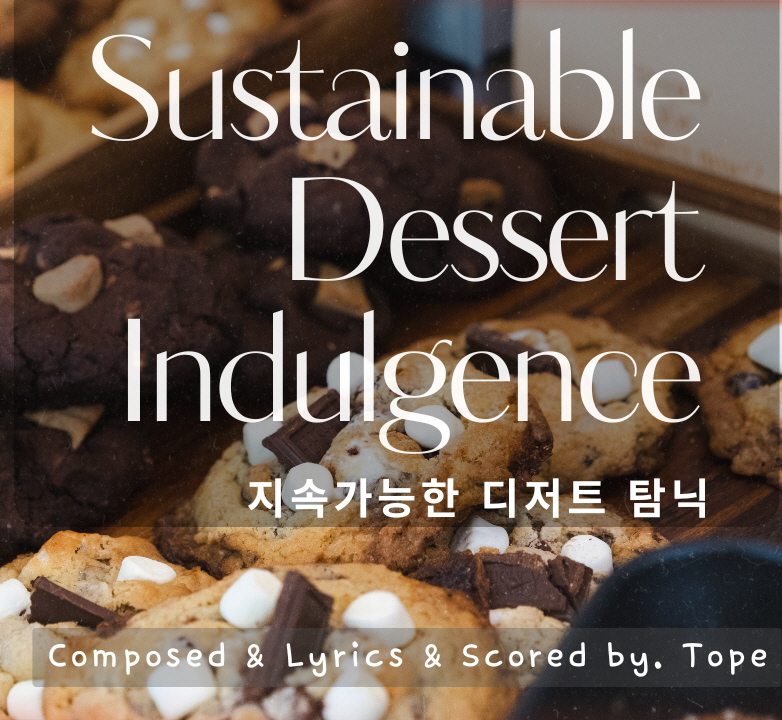 Sustainable
Dessert
Indulgence
지속가능한 디저트 탐닉
Composed & Lyrics & Scored by. Tope